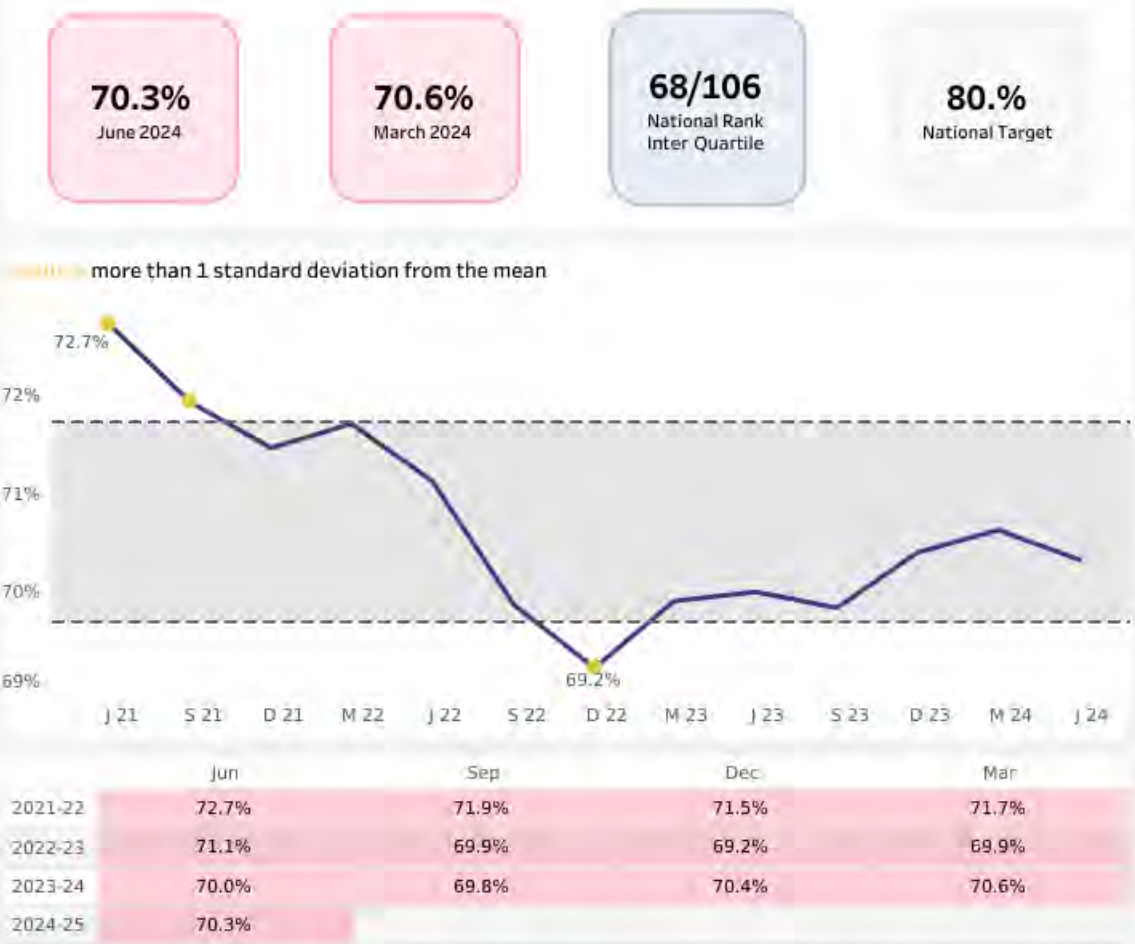 70.3%
June 2024
70.6%
March 2024
68/106
National Rank
Inter Quartile
80.%
National Target
more than 1 standard deviation from the mean
72.7%
72%
71%
70%
69%
69.2%
J 21 S 21 D 21 M 22 J 22 S 22 D 22 M 23 J 23 S 23 D 23 M 24 J 24
Jun Sep Dec Mar
2021-22 72.7% 71.9% 71.5% 71.7%
2022-23 71.1% 69.9% 69.2% 69.9%
2023-24 70.0% 69.8% 70.4% 70.6%
2024-25 70.3%